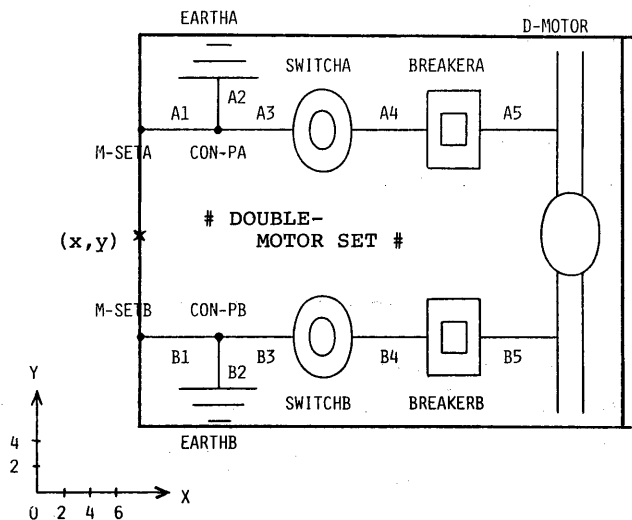 EARTHA
D-MOTOR
SWITCHA
BREAKERA
A2
A1
A3
A4
A5
M-SETA
CON-PA
# DOUBLE-
MOTOR SET #
(x,y)
M-SETB
CON-PB
B1
B3
B4
B5
B2
SWITCHB
BREAKERB
EARTHB
Y
4
2
X
0 2 4 6